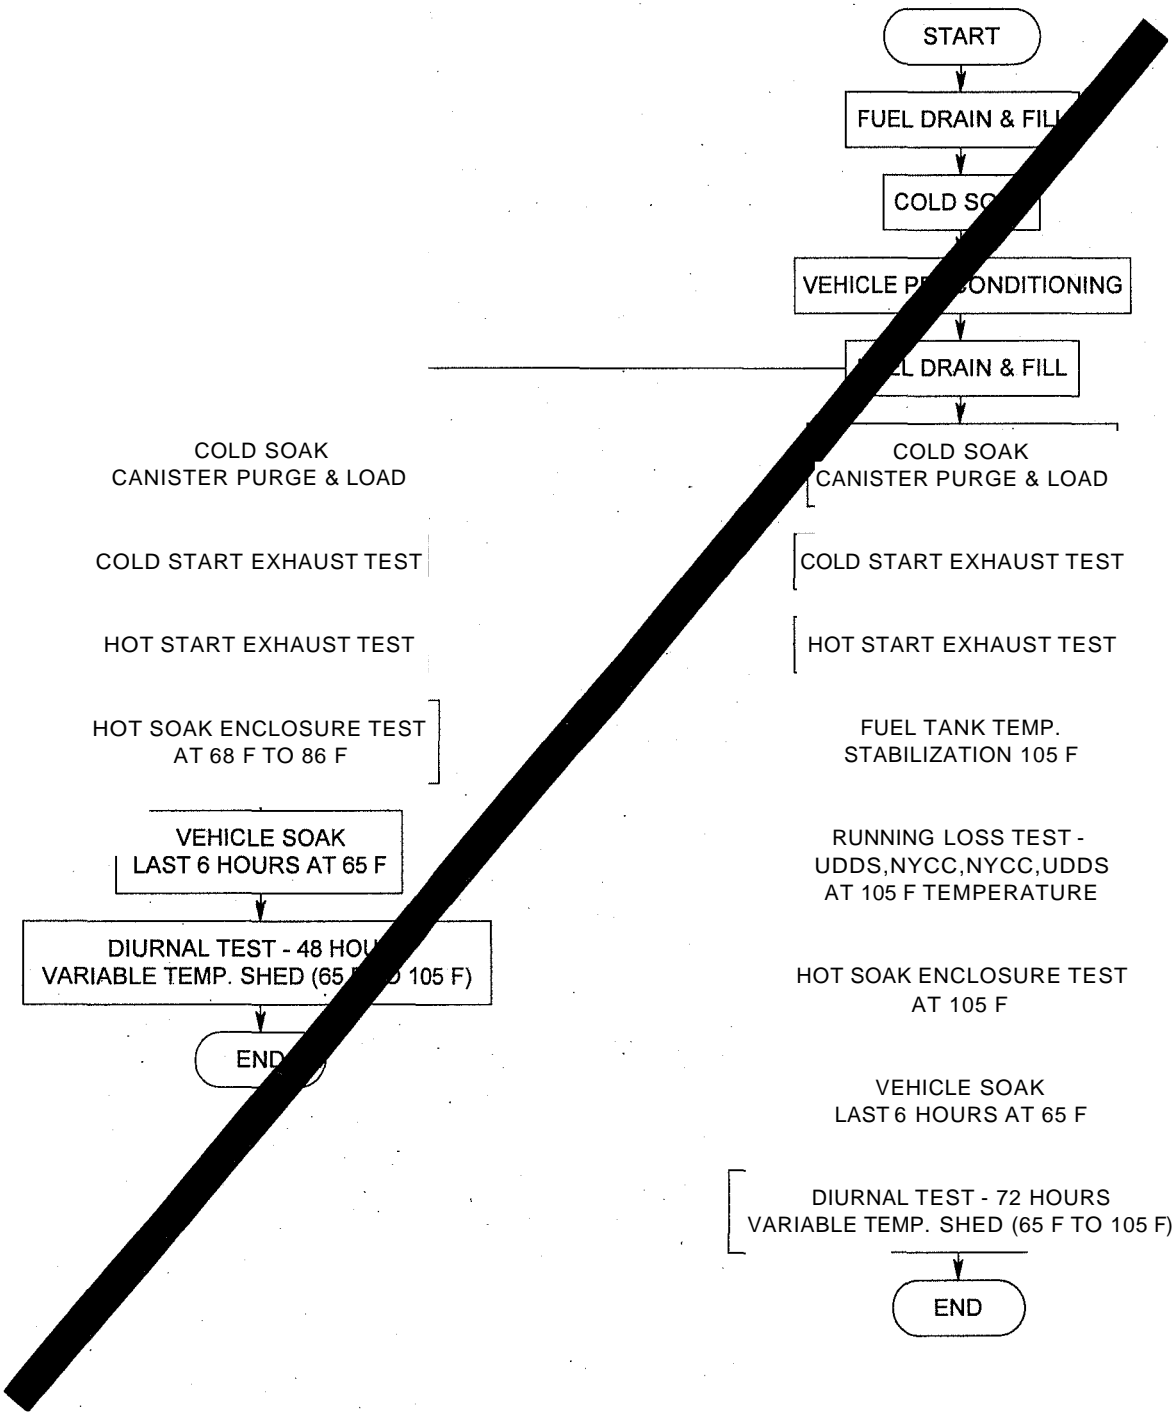 START
FUEL DRAIN & FILL
COLD
VEHICLE
FUEL DRAIN & FILL
COLD SOAK
CANISTER PURGE & LOAD
COLD START EXHAUST TEST
HOT START EXHAUST TEST
HOT SOAK ENCLOSURE TEST
AT 68 F TO 86 F
VEHICLE SOAK
LAST 6 HOURS AT 65 F
DIURNAL TEST - 48
VARIABLE TEMP. SHED (65 105 F)
END
COLD SOAK
CANISTER PURGE & LOAD
COLD START EXHAUST TEST
HOT START EXHAUST TEST
FUEL TANK TEMP.
STABILIZATION 105 F
RUNNING LOSS TEST -
UDDS,NYCC,NYCC,UDDS
AT 105 F TEMPERATURE
HOT SOAK ENCLOSURE TEST
AT 105 F
VEHICLE SOAK
LAST 6 HOURS AT 65 F
DIURNAL TEST - 72 HOURS
VARIABLE TEMP. SHED (65 F TO 105 F)
END